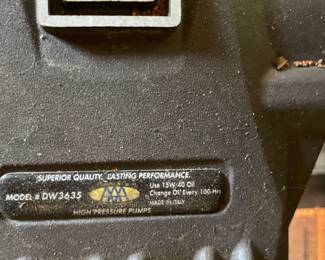 SUPERIOR QUALITY. LASTING PERFORMANCE.
MODEL # DW3635
AAA
Use 15W/40 Oil
Change Oil Every 100 Hrs
MADE IN ITALY
HIGH PRESSURE PUMPS